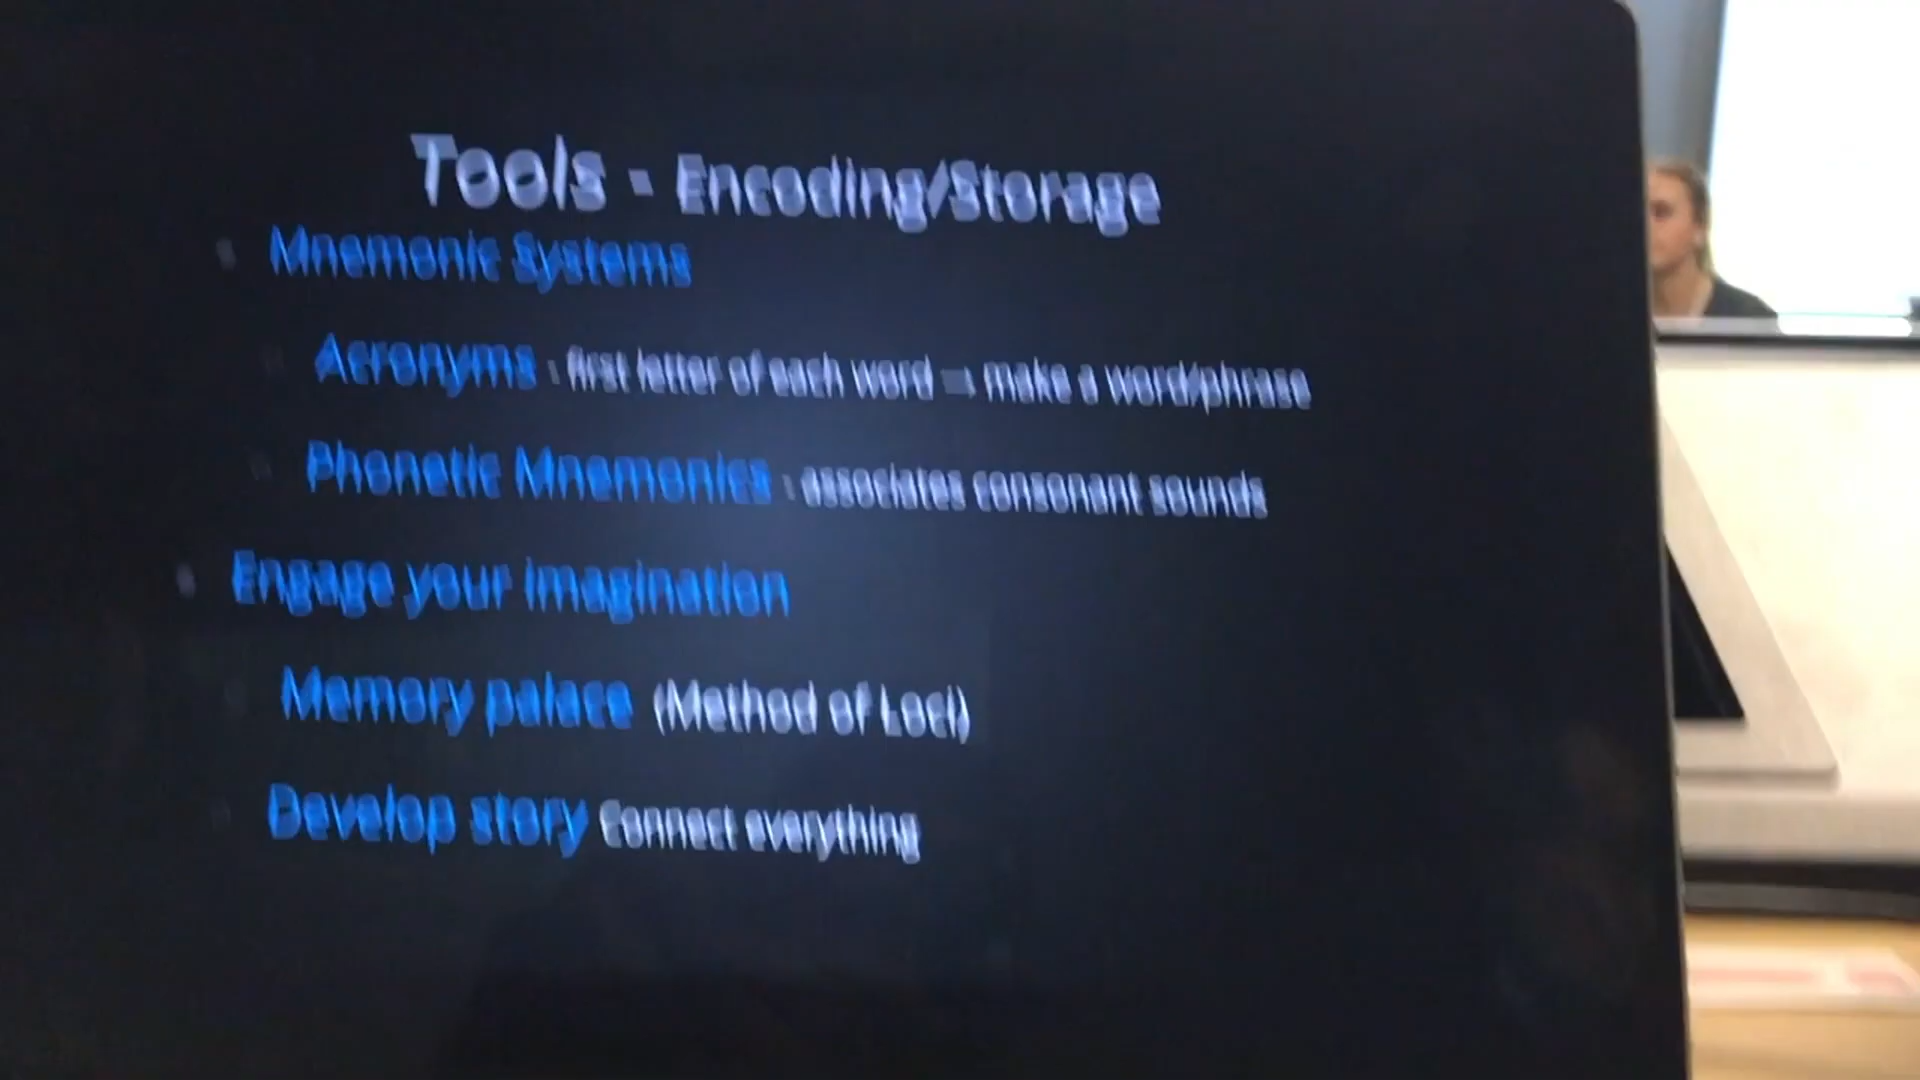 Tools - Encoding/Storage
Mnemonic Systems
Acronyms : first letter of each word → make a word/phrase
Phonetic Mnemonics : associates consonant sounds
Engage your imagination
Memory palace (Method of Loci)
Develop story Connect everything